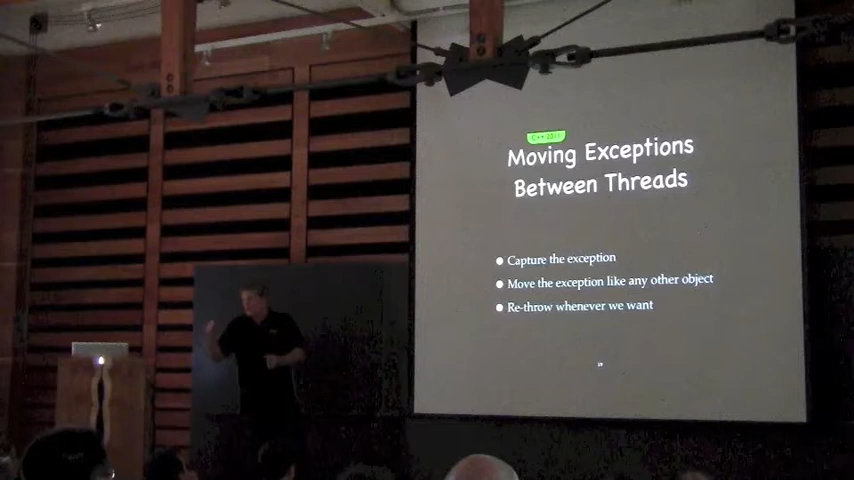 C++ 2011
Moving Exceptions
Between Threads
● Capture the exception
● Move the exception like any other object
● Re-throw whenever we want